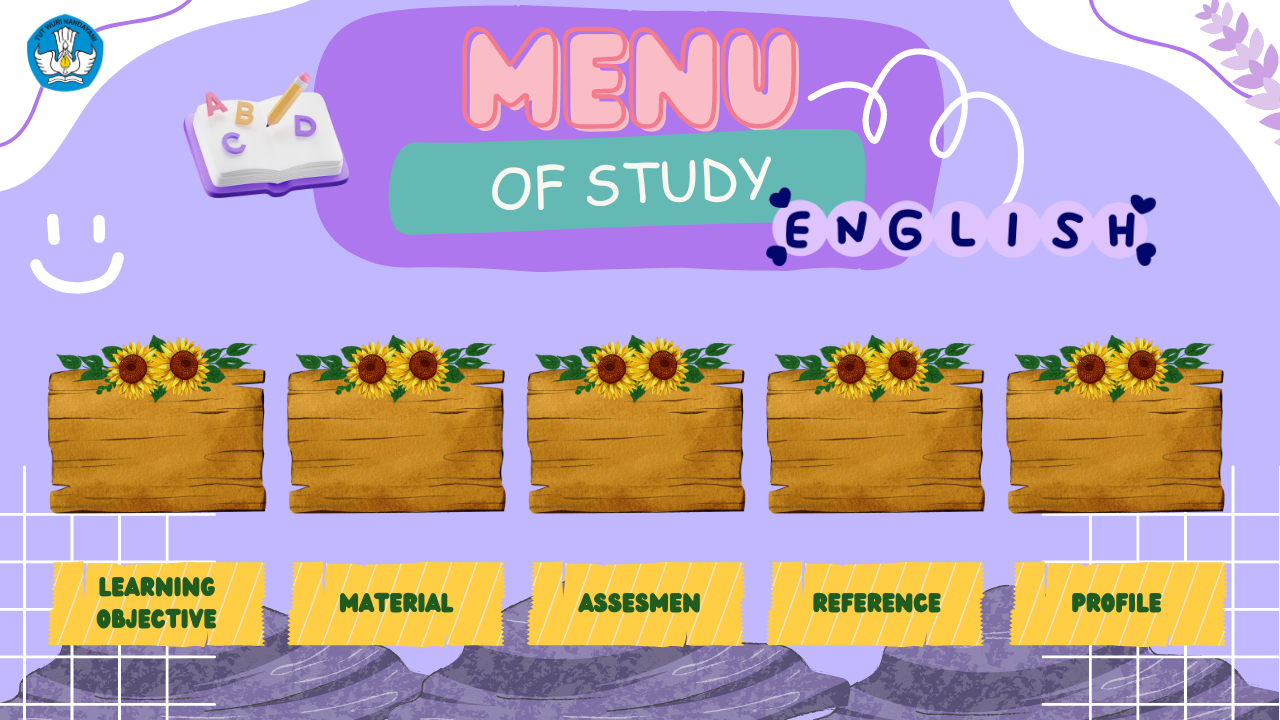 TUT WURI HANDAYANI
MENU
OF STUDY
ENGLISH
A B
C D
LEARNING
OBJECTIVE
MATERIAL
ASSESMEN
REFERENCE
PROFILE